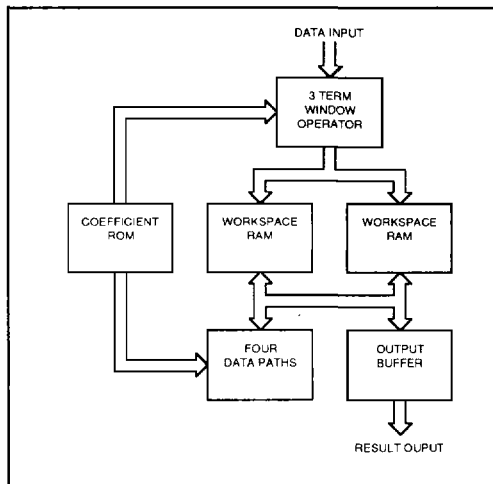 DATA INPUT
3 TERM
WINDOW
OPERATOR
COEFFICIENT
ROM
WORKSPACE
RAM
WORKSPACE
RAM
FOUR
DATA PATHS
OUTPUT
BUFFER
RESULT OUPUT